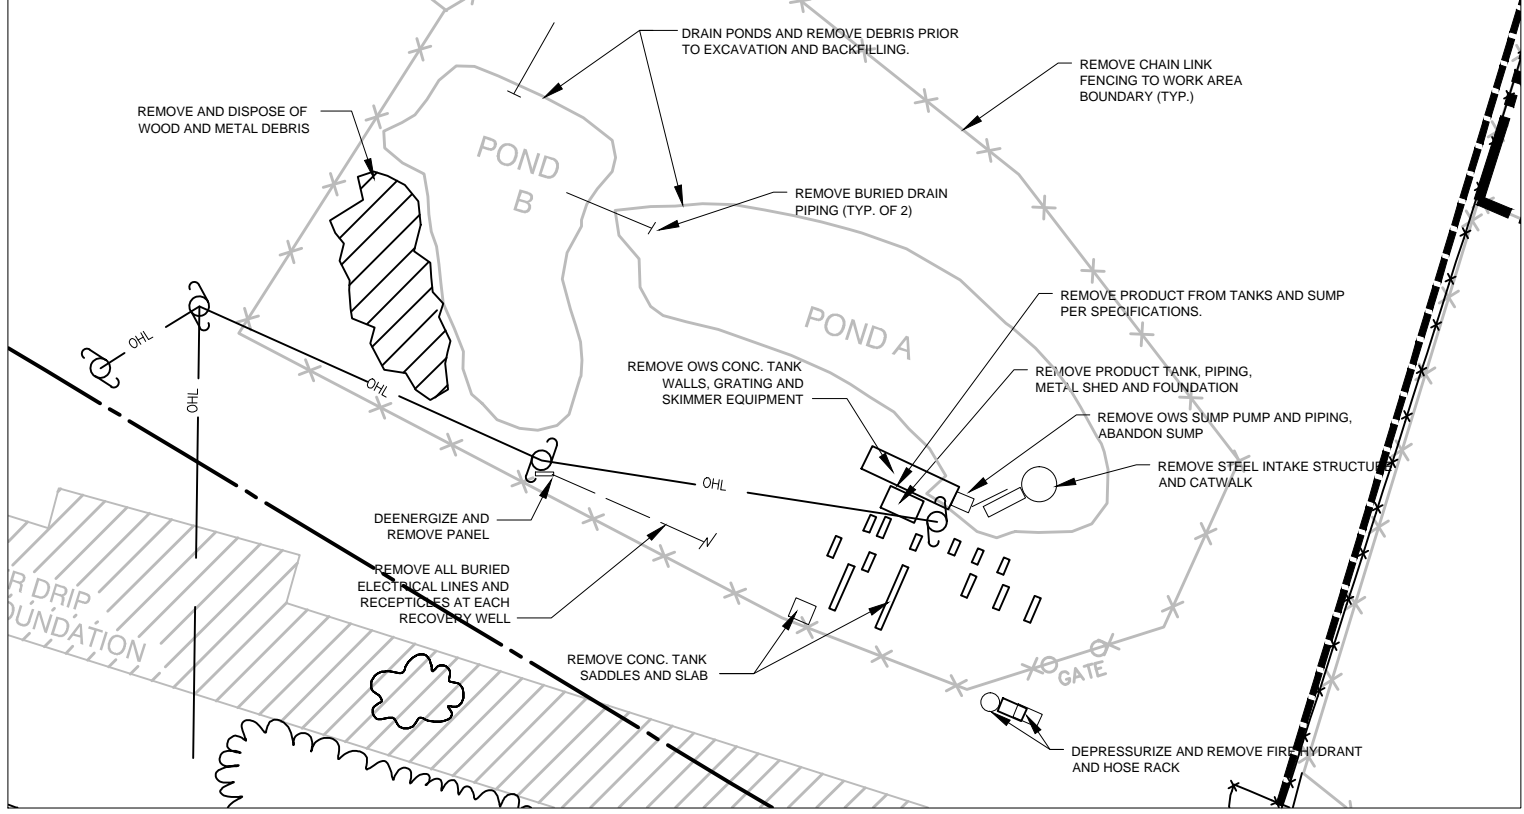 DRAIN PONDS AND REMOVE DEBRIS PRIOR
TO EXCAVATION AND BACKFILLING.
REMOVE CHAIN LINK
FENCING TO WORK AREA
BOUNDARY (TYP.)
REMOVE AND DISPOSE OF
WOOD AND METAL DEBRIS
POND
B
REMOVE BURIED DRAIN
PIPING (TYP. OF 2)
REMOVE PRODUCT FROM TANKS AND SUMP
PER SPECIFICATIONS.
POND A
OHL
OHL
OHL
REMOVE OWS CONC. TANK
WALLS, GRATING AND
SKIMMER EQUIPMENT
REMOVE PRODUCT TANK, PIPING,
METAL SHED AND FOUNDATION
REMOVE OWS SUMP PUMP AND PIPING,
ABANDON SUMP
REMOVE STEEL INTAKE STRUCTURE
AND CATWALK
OHL
DEENERGIZE AND
REMOVE PANEL
REMOVE ALL BURIED
ELECTRICAL LINES AND
RECEPTICLES AT EACH
RECOVERY WELL
R DRIP
OUNDATION
REMOVE CONC. TANK
SADDLES AND SLAB
GATE
DEPRESSURIZE AND REMOVE FIRE HYDRANT
AND HOSE RACK